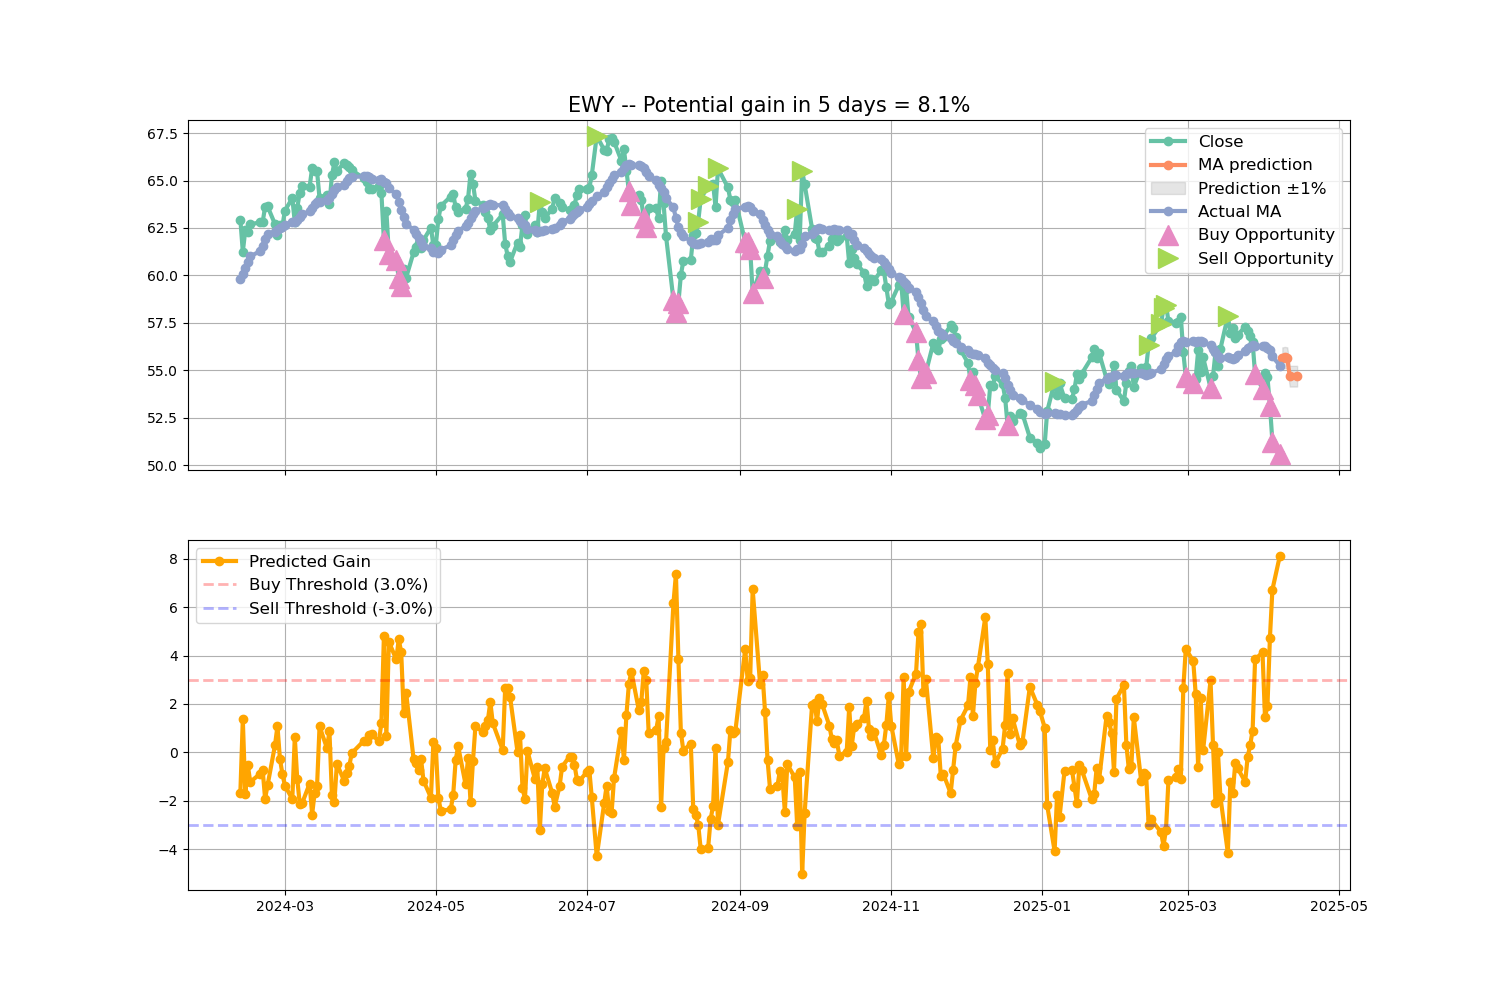 EWY -- Potential gain in 5 days = 8.1%
67.5
65.0
62.5
60.0
57.5
55.0
52.5
50.0
Close
MA prediction
Prediction ±1%
Actual MA
Buy Opportunity
Sell Opportunity
8
6
4
2
0
−2
−4
Predicted Gain
Buy Threshold (3.0%)
Sell Threshold (-3.0%)
2024-03 2024-05 2024-07 2024-09 2024-11 2025-01 2025-03 2025-05